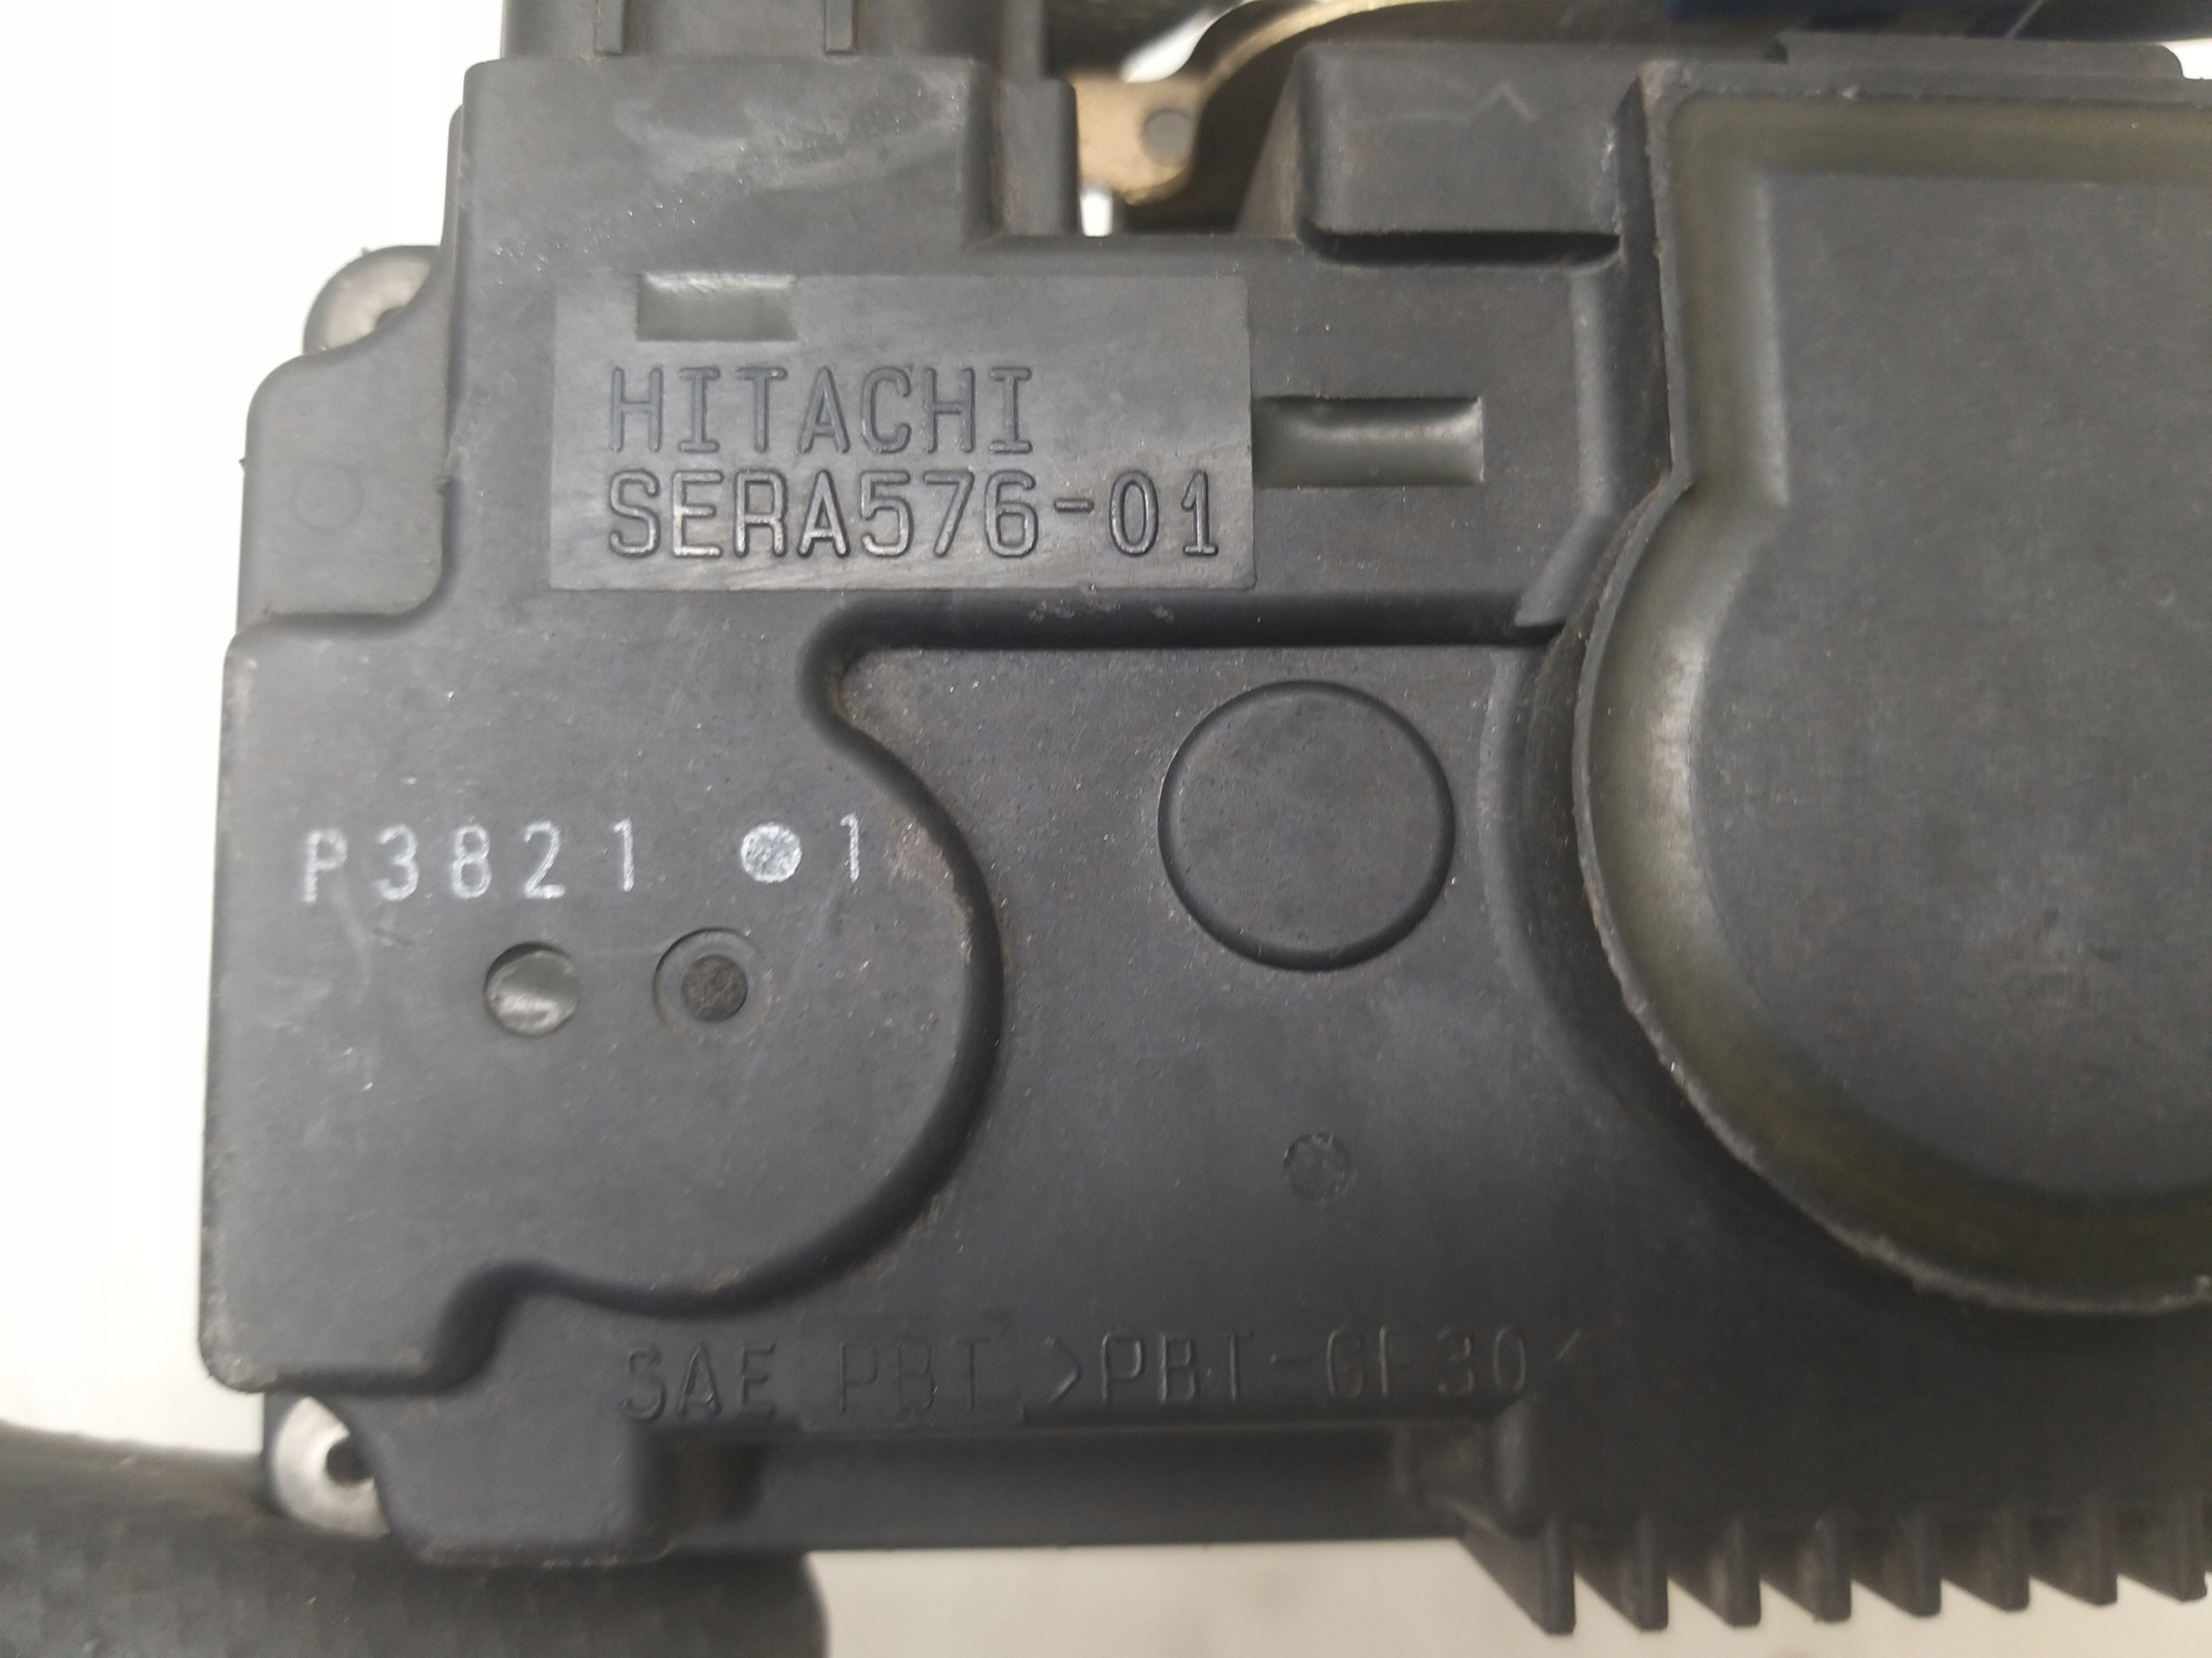 HITACHI
SERA576-01
P3821 ●1
SAE PBT >PBT-GF30